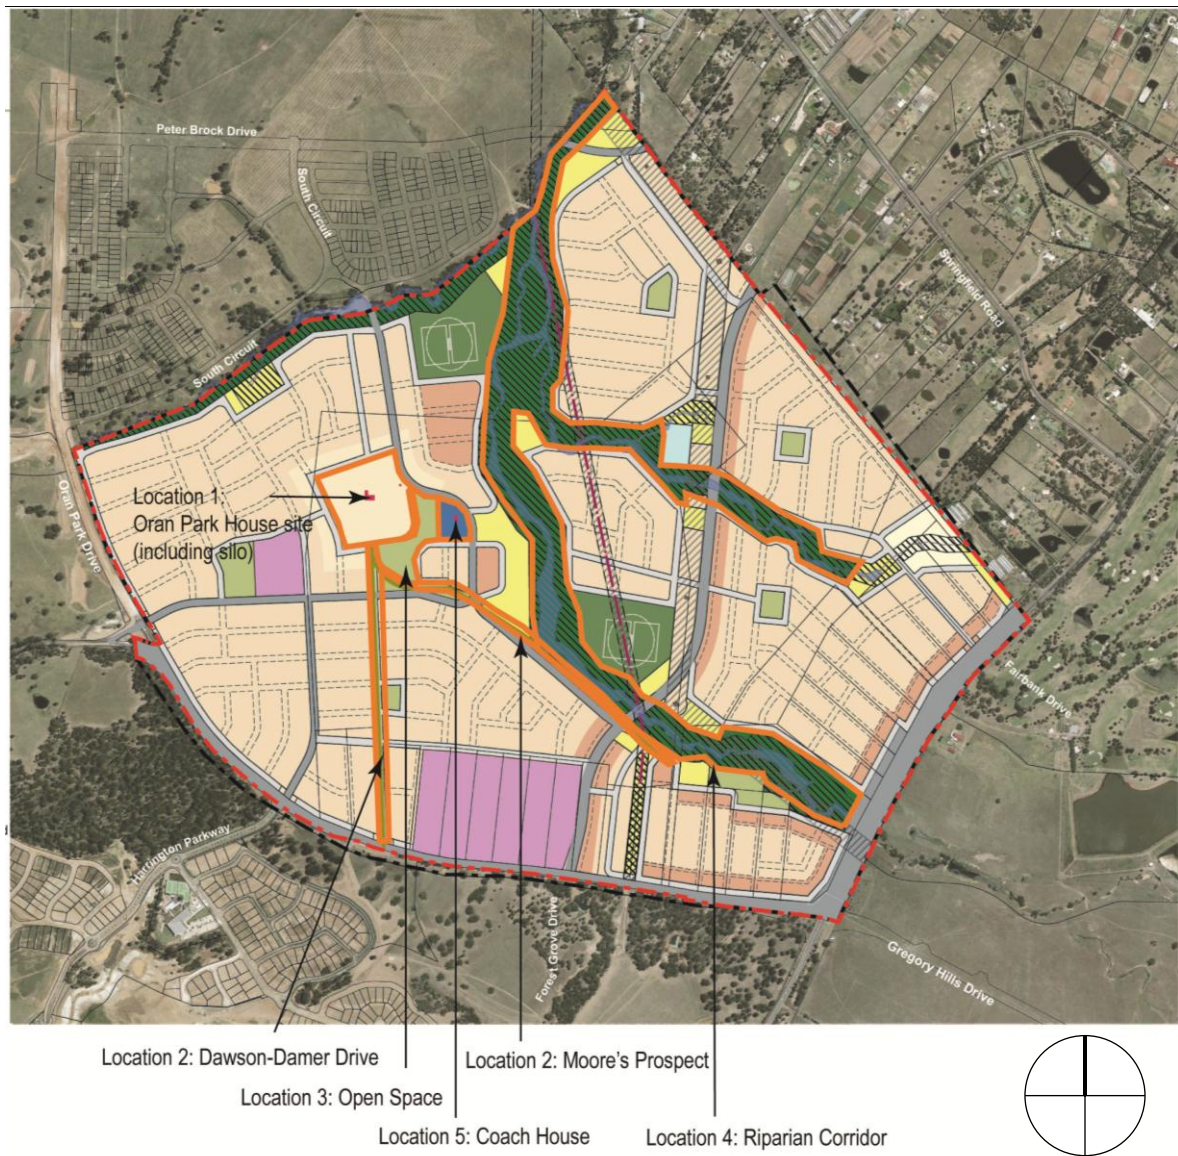 Peter Brock Drive
South Circuit
Springfield Road
South Circuit
Oran Park Drive
Location 1:
Oran Park House site
(including silo)
Fairbank Drive
Hartington Parkway
Forest Grove Drive
Gregory Hills Drive
Location 2: Dawson-Damer Drive
Location 2: Moore's Prospect
Location 3: Open Space
Location 5: Coach House
Location 4: Riparian Corridor